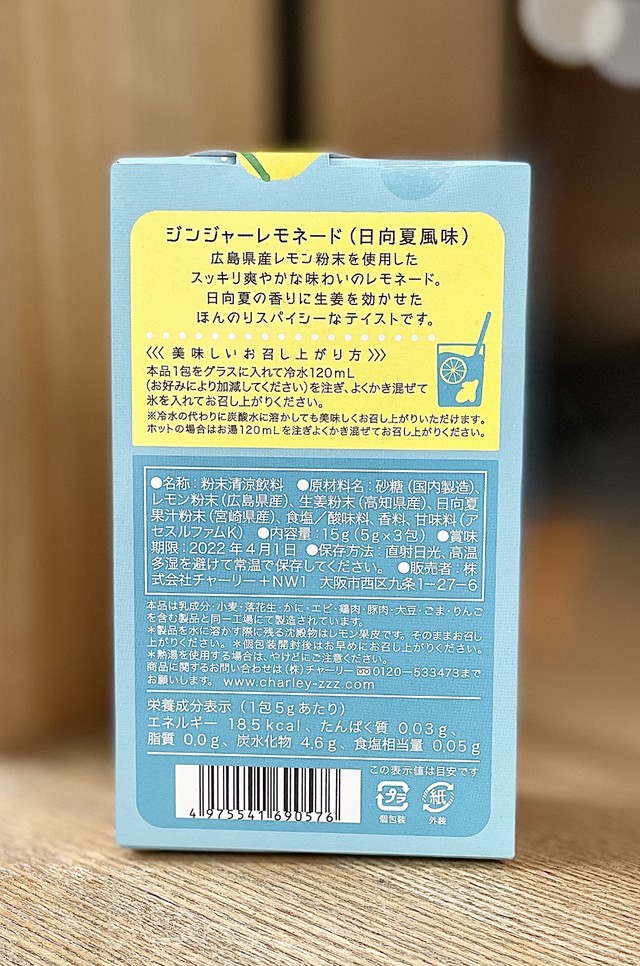 ジンジャーレモネード(日向夏風味)
広島県産レモン粉末を使用した
スッキリ爽やかな味わいのレモネード。
日向夏の香りに生姜を効かせた
ほんのりスパイシーなテイストです。
《〈 美味しいお召し上がり方 〉》
本品1包をグラスに入れて冷水120mL
(お好みにより加減してください)を注ぎ、よくかき混ぜて
氷を入れてお召し上がりください。
※冷水の代わりに炭酸水に溶かしても美味しくお召し上がりいただけます。
ホットの場合はお湯120mLを注ぎよくかき混ぜてお召し上がりください。
●名称:粉末清涼飲料 ●原材料名:砂糖(国内製造)、
レモン粉末(広島県産)、生姜粉末(高知県産)、日向夏
果汁粉末(宮崎県産)、食塩/酸味料、香料、甘味料(ア
セスルファムK) ●内容量:15g(5g×3包) ●賞味
期限:2022年4月1日 ●保存方法:直射日光、高温
多湿を避けて常温で保存してください。 ●販売者:株
式会社チャーリー+NW1 大阪市西区九条1-27-6
本品は乳成分・小麦・落花生・かに・エビ・鶏肉・豚肉・大豆・ごま・りんご
を含む製品と同一工場にて製造されています。
*製品を水に溶かす際に残る沈殿物はレモン果皮です。そのままお召し
上がりください。*個包装開封後はお早めにお召し上がりください。
*熱湯を使用する場合は、やけどにご注意ください。
商品に関するお問い合わせは(株)チャーリー 0120-533473まで
お願いします。 www.charley-zzz.com
栄養成分表示(1包5gあたり)
エネルギー 18.5kcal、たんぱく質 0.03g、
脂質 0.0g、炭水化物 4.6g、食塩相当量 0.05g
この表示値は目安です
4 975541 690576
プラ
個包装
紙
外装